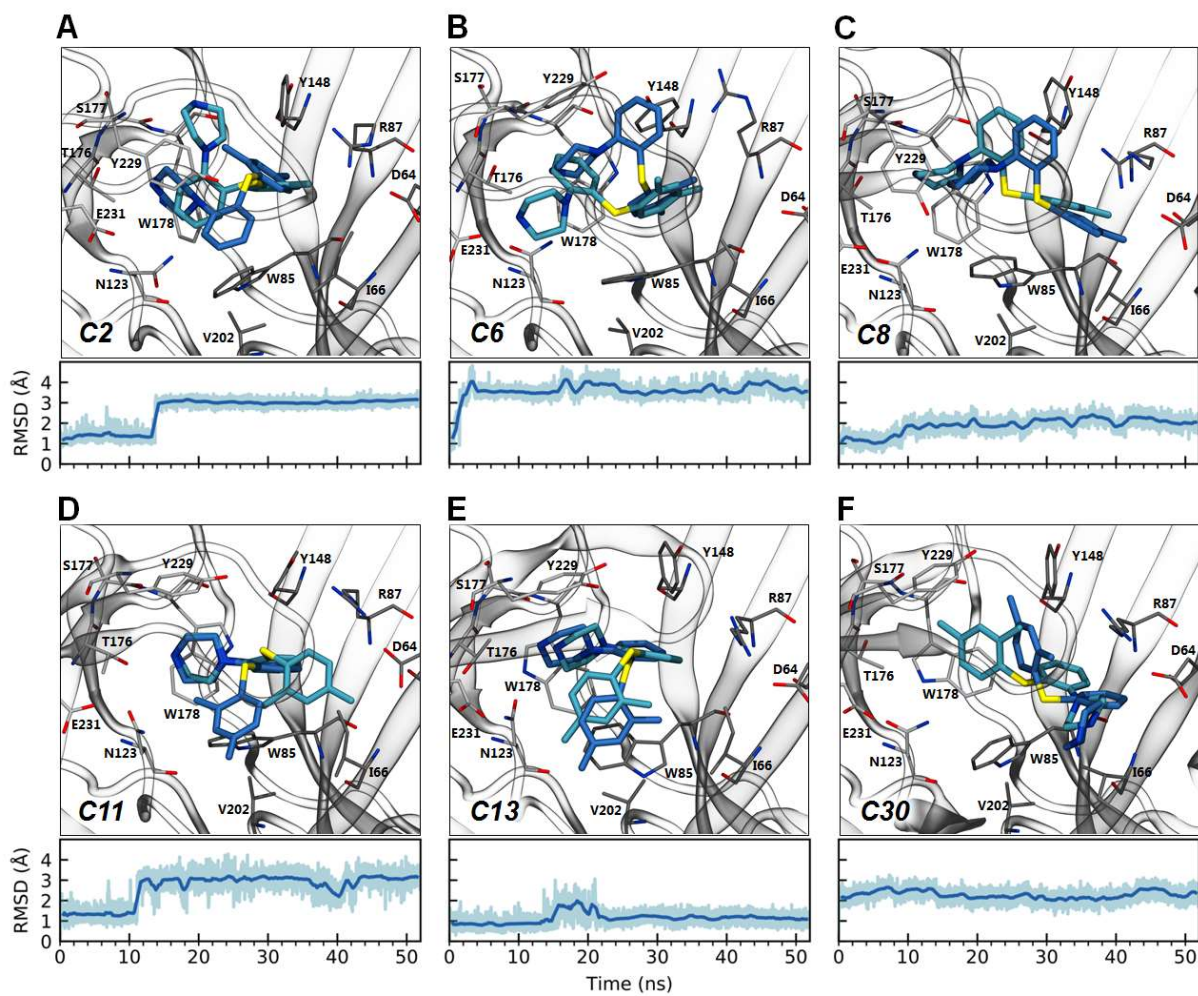 A
B
C
S177
Y148
T176
Y229
R87
D64
E231
W178
N123
W85
I66
V202
C2
S177
Y229
Y148
R87
T176
D64
E231
W178
N123
W85
I66
V202
C6
S177
Y148
R87
Y229
D64
T176
W178
E231
N123
W85
I66
V202
C8
RMSD (Å)
4
3
2
1
0
D
E
F
S177
Y229
Y148
R87
T176
D64
W178
E231
N123
W85
I66
V202
C11
S177
Y229
Y148
R87
T176
D64
W178
E231
N123
W85
I66
V202
C13
Y229
S177
Y148
R87
D64
T176
W178
E231
N123
W85
I66
V202
C30
RMSD (Å)
4
3
2
1
0
0 10 20 30 40 50
0 10 20 30 40 50
0 10 20 30 40 50
Time (ns)